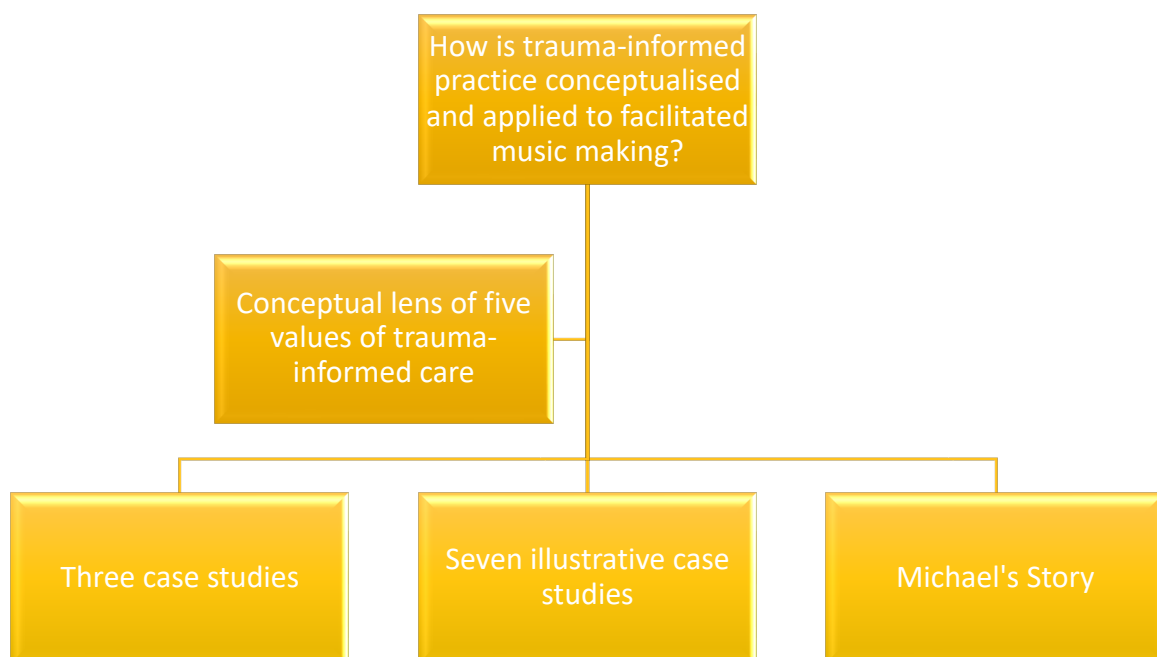 How is trauma-informed
practice conceptualised
and applied to facilitated
music making?
Conceptual lens of five
values of trauma-
informed care
Three case studies
Seven illustrative case
studies
Michael's Story